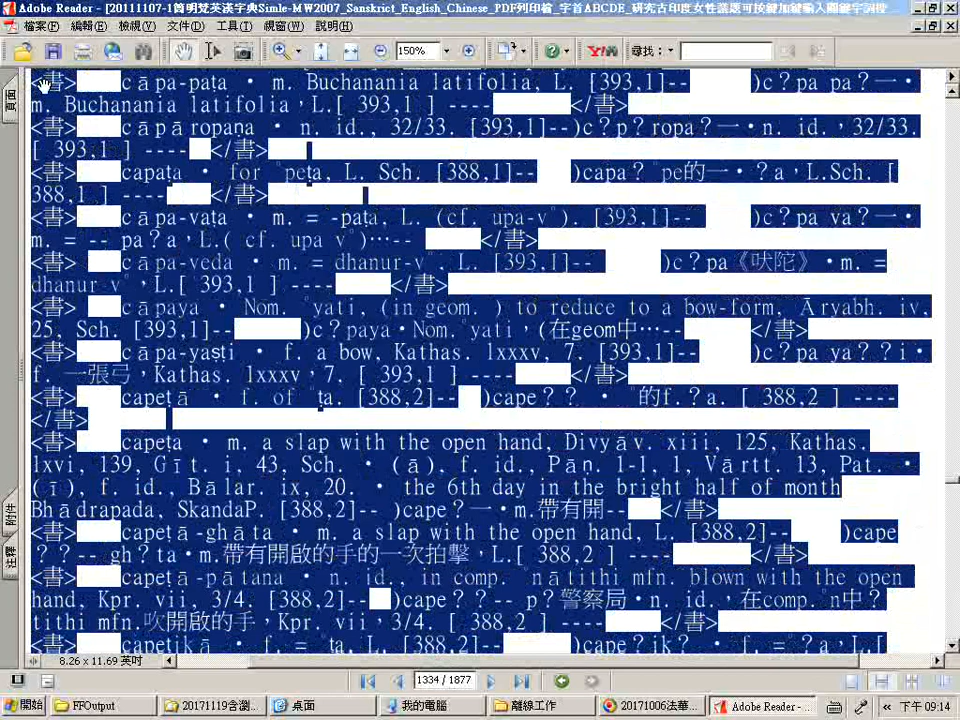 [20111107-1簡明梵英漢字典Simle-MW2007_Sanskrit_English_Chinese_PDF列印檔_字首ABCDE_研究古印度女性議題可按加鍵輸入關鍵字詞搜
檔案(F) 編輯(E) 檢視(V) 文件(D) 工具(T) 視窗(W) 說明(H)
150% Y! 尋找：
頁面
<書> cāpa-paṭa ‧ m. Buchanania latifolia, L. [393,1]-- )c？pa pa？一‧
m. Buchanania latifolia，L.[ 393,1 ] ---- </書>
<書> cāpāropaṇa ‧ n. id., 32/33. [393,1]--)c？p？ropa？一‧n. id.，32/33.
[ 393,1 ] ---- </書>
<書> capaṭa ‧ for °peṭa, L. Sch. [388,1]-- )capa？°pe的一‧？a，L.Sch. [
388,1 ] ---- </書>
<書> cāpa-vaṭa ‧ m. = -paṭa, L. (cf. upa-v°). [393,1]-- )c？pa va？一‧
m. = -- pa？a，L.( cf. upa v°)…-- </書>
<書> cāpa-veda ‧ m. = dhanur-v°, L. [393,1]-- )c？pa《吠陀》‧m. =
dhanur v°，L.[ 393,1 ] ---- </書>
<書> cāpaya ‧ Nom. °yati, (in geom. ) to reduce to a bow-form, Āryabh. iv,
25, Sch. [393,1]-- )c？paya‧Nom.°yati，(在geom中…-- </書>
<書> cāpa-yaṣṭi ‧ f. a bow, Kathas. lxxxv, 7. [393,1]-- )c？pa ya？？i‧
f. 一張弓，Kathas. lxxxv，7. [ 393,1 ] ---- </書>
<書> capeṭā ‧ f. of °ṭa. [388,2]-- )cape？？‧°的f.？a. [ 388,2 ] ----
</書>
<書> capeṭa ‧ m. a slap with the open hand, Divyāv. xiii, 125, Kathas.
lxvi, 139, Gīt. i, 43, Sch. ‧ (ā), f. id., Pāṇ. 1-1, 1, Vārtt. 13, Pat. ‧
(ī), f. id., Bālar. ix, 20. ‧ the 6th day in the bright half of month
Bhādrapada, SkandaP. [388,2]--)cape？一‧m.帶有開-- </書>
<書> capeṭā-ghāta ‧ m. a slap with the open hand, L. [388,2]-- )cape
？？-- gh？ta‧m.帶有開啟的手的一次拍擊，L.[ 388,2 ] ---- </書>
<書> capeṭā-pātana ‧ n. id., in comp. °nātithi mfn. blown with the open
hand, Kpr. vii, 3/4. [388,2]-- )cape？？-- p？警察局‧n. id.，在comp.°n中？
tithi mfn.吹開啟的手，Kpr. vii，3/4. [ 388,2 ] ---- </書>
<書> capeṭikā ‧ f. = °ṭa, L. [388,2]-- )cape？ik？‧f. =°？a，L.[
附件
註釋
8.26 x 11.69 英吋
1334 / 1877
開始 FFOutput 20171119含瀏... 桌面 我的電腦 離線工作 20171006法華... Adobe Reader - ... 下午 09:14